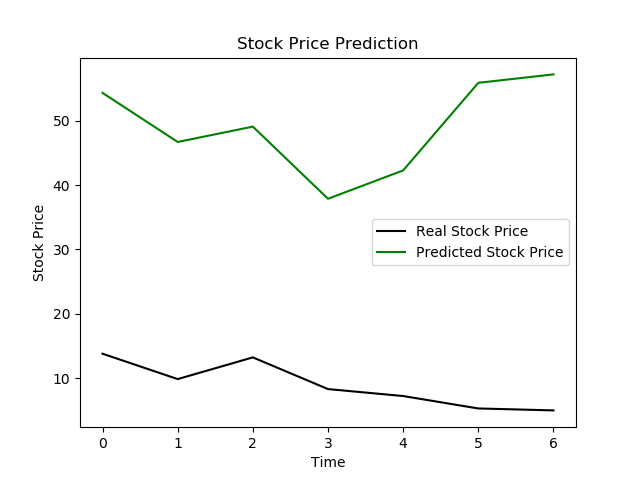 Stock Price Prediction
Stock Price
50
40
30
20
10
Real Stock Price
Predicted Stock Price
0 1 2 3 4 5 6
Time